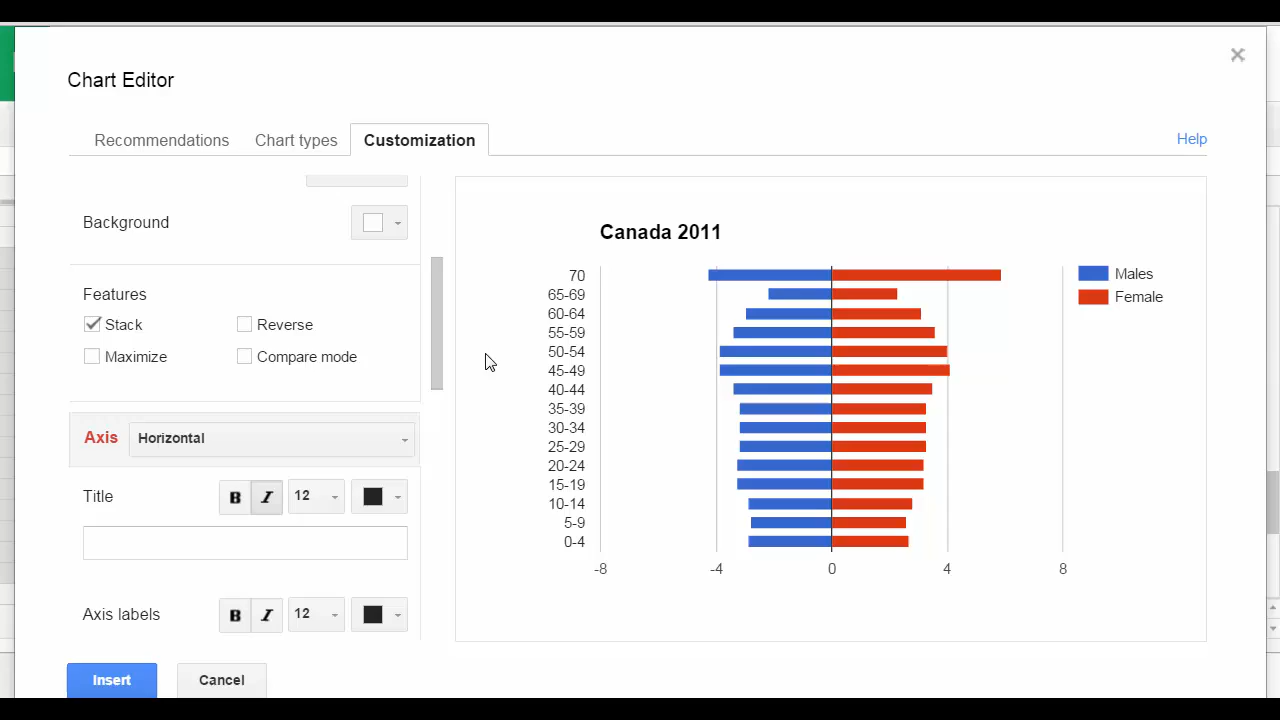 Chart Editor
Recommendations Chart types Customization Help
Background
Features
Stack Reverse
Maximize Compare mode
Axis Horizontal
Title B I 12
Axis labels B I 12
Insert Cancel
Canada 2011
70
65-69
60-64
55-59
50-54
45-49
40-44
35-39
30-34
25-29
20-24
15-19
10-14
5-9
0-4
-8 -4 0 4 8
Males
Female